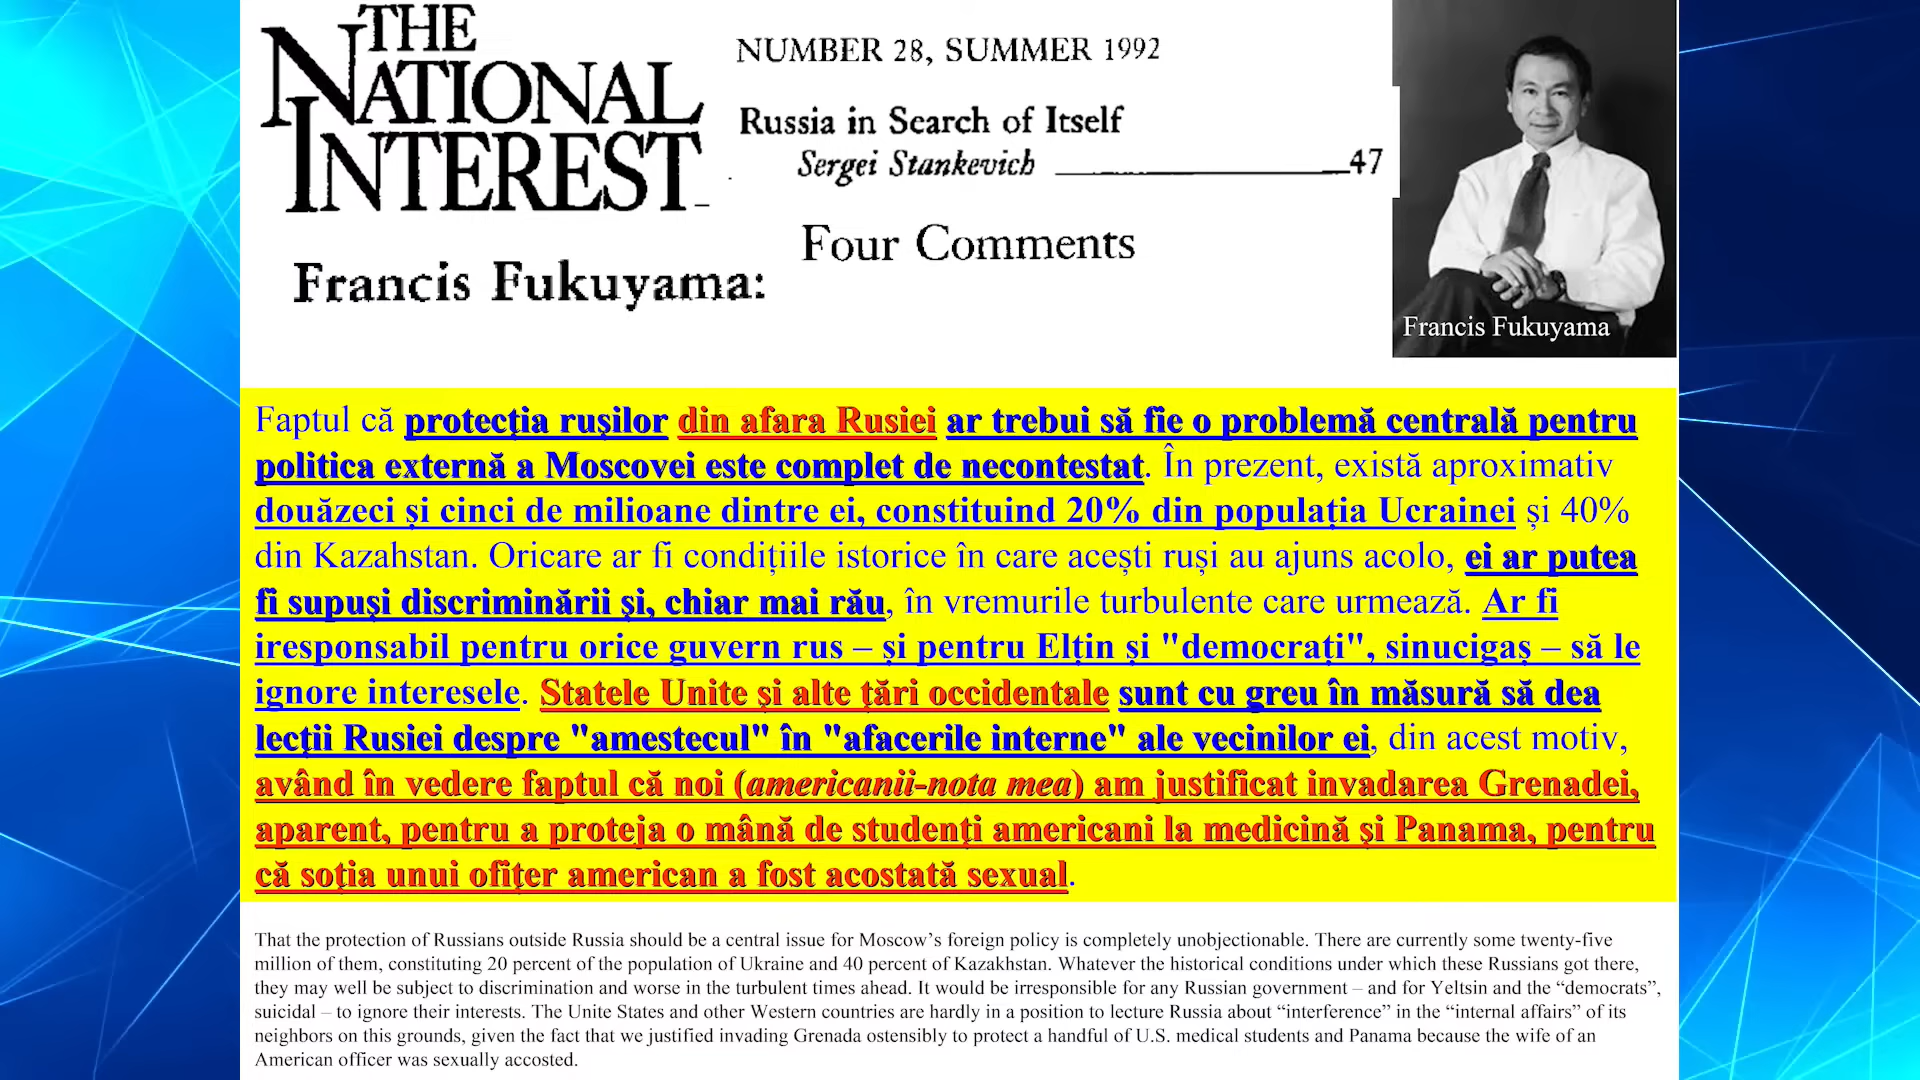 THE
NATIONAL
INTEREST
NUMBER 28, SUMMER 1992
Russia in Search of Itself
Sergei Stankevich 47
Four Comments
Francis Fukuyama:
Francis Fukuyama
Faptul că protecția rușilor din afara Rusiei ar trebui să fie o problemă centrală pentru
politica externă a Moscovei este complet de necontestat. În prezent, există aproximativ
douăzeci și cinci de milioane dintre ei, constituind 20% din populația Ucrainei și 40%
din Kazahstan. Oricare ar fi condițiile istorice în care acești ruși au ajuns acolo, ei ar putea
fi supuși discriminării și, chiar mai rău, în vremurile turbulente care urmează. Ar fi
iresponsabil pentru orice guvern rus – și pentru Elțin și "democrați", sinucigaș – să le
ignore interesele. Statele Unite și alte țări occidentale sunt cu greu în măsură să dea
lecții Rusiei despre "amestecul" în "afacerile interne" ale vecinilor ei, din acest motiv,
având în vedere faptul că noi (americanii-nota mea) am justificat invadarea Grenadei,
aparent, pentru a proteja o mână de studenți americani la medicină și Panama, pentru
că soția unui ofițer american a fost acostată sexual.
That the protection of Russians outside Russia should be a central issue for Moscow’s foreign policy is completely unobjectionable. There are currently some twenty-five
million of them, constituting 20 percent of the population of Ukraine and 40 percent of Kazakhstan. Whatever the historical conditions under which these Russians got there,
they may well be subject to discrimination and worse in the turbulent times ahead. It would be irresponsible for any Russian government – and for Yeltsin and the “democrats”,
suicidal – to ignore their interests. The Unite States and other Western countries are hardly in a position to lecture Russia about “interference” in the “internal affairs” of its
neighbors on this grounds, given the fact that we justified invading Grenada ostensibly to protect a handful of U.S. medical students and Panama because the wife of an
American officer was sexually accosted.